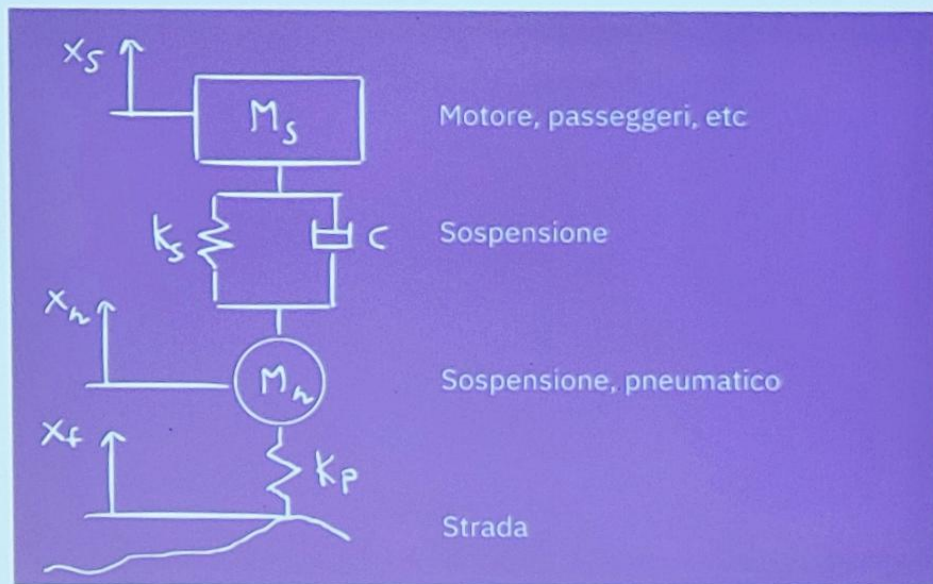 xs
Ms
Motore, passeggeri, etc
ks
c
Sospensione
xn
Mn
Sospensione, pneumatico
xf
kp
Strada